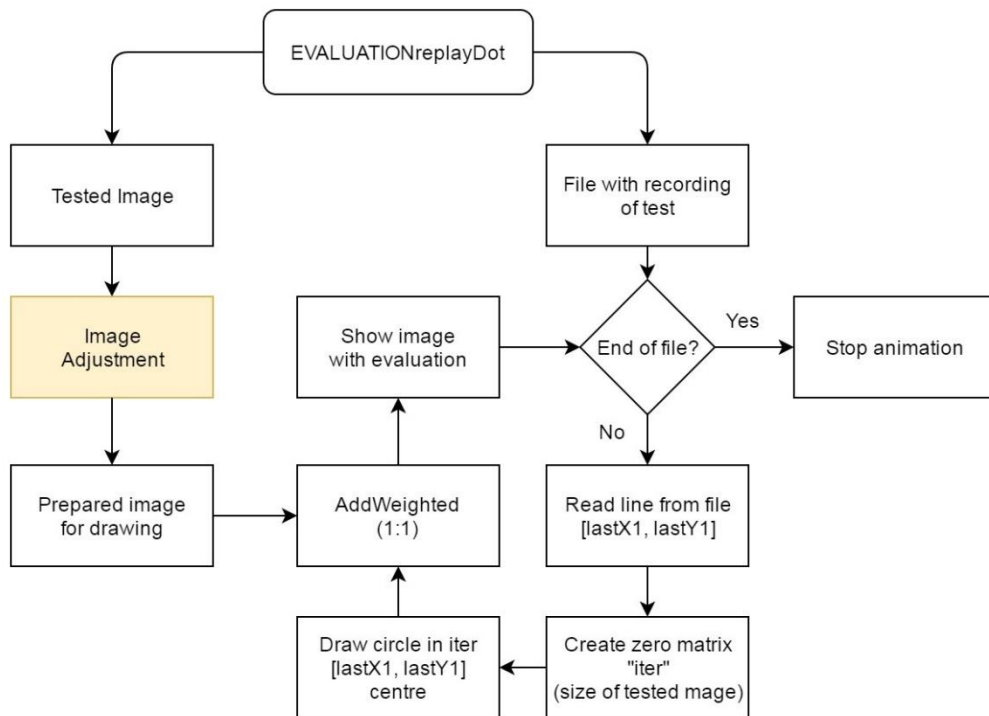 EVALUATIONreplayDot
Tested Image
File with recording
of test
Image
Adjustment
Show image
with evaluation
End of file?
Yes
Stop animation
No
Prepared image
for drawing
AddWeighted
(1:1)
Read line from file
[lastX1, lastY1]
Draw circle in iter
[lastX1, lastY1]
centre
Create zero matrix
"iter"
(size of tested mage)